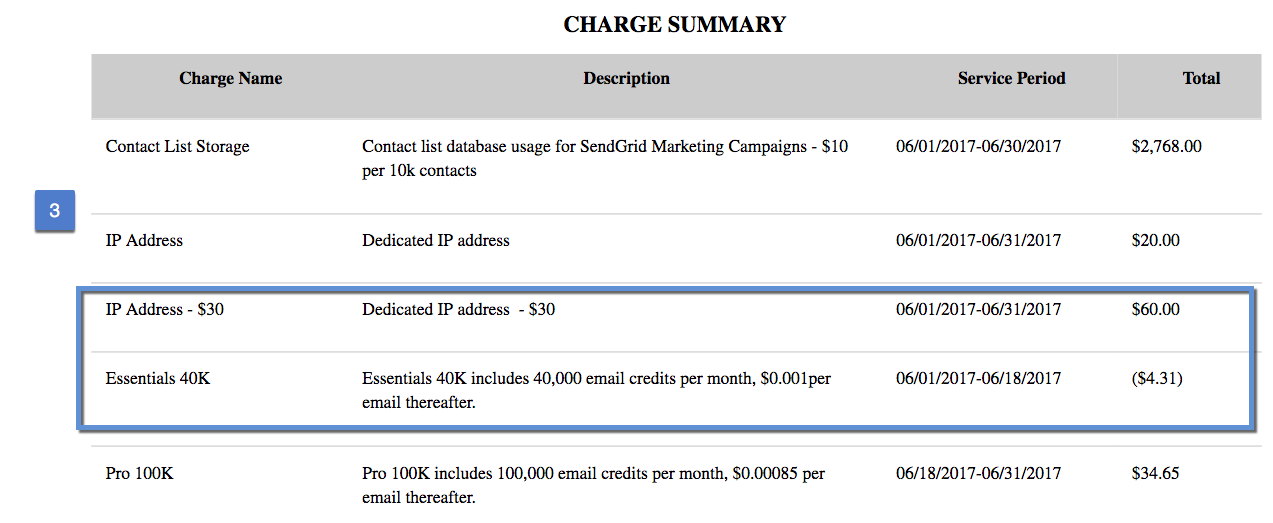 CHARGE SUMMARY
Charge Name Description Service Period Total
Contact List Storage Contact list database usage for SendGrid Marketing Campaigns - $10 06/01/2017-06/30/2017 $2,768.00
per 10k contacts
3
IP Address Dedicated IP address 06/01/2017-06/31/2017 $20.00
IP Address - $30 Dedicated IP address - $30 06/01/2017-06/31/2017 $60.00
Essentials 40K Essentials 40K includes 40,000 email credits per month, $0.001per 06/01/2017-06/18/2017 ($4.31)
email thereafter.
Pro 100K Pro 100K includes 100,000 email credits per month, $0.00085 per 06/18/2017-06/31/2017 $34.65
email thereafter.